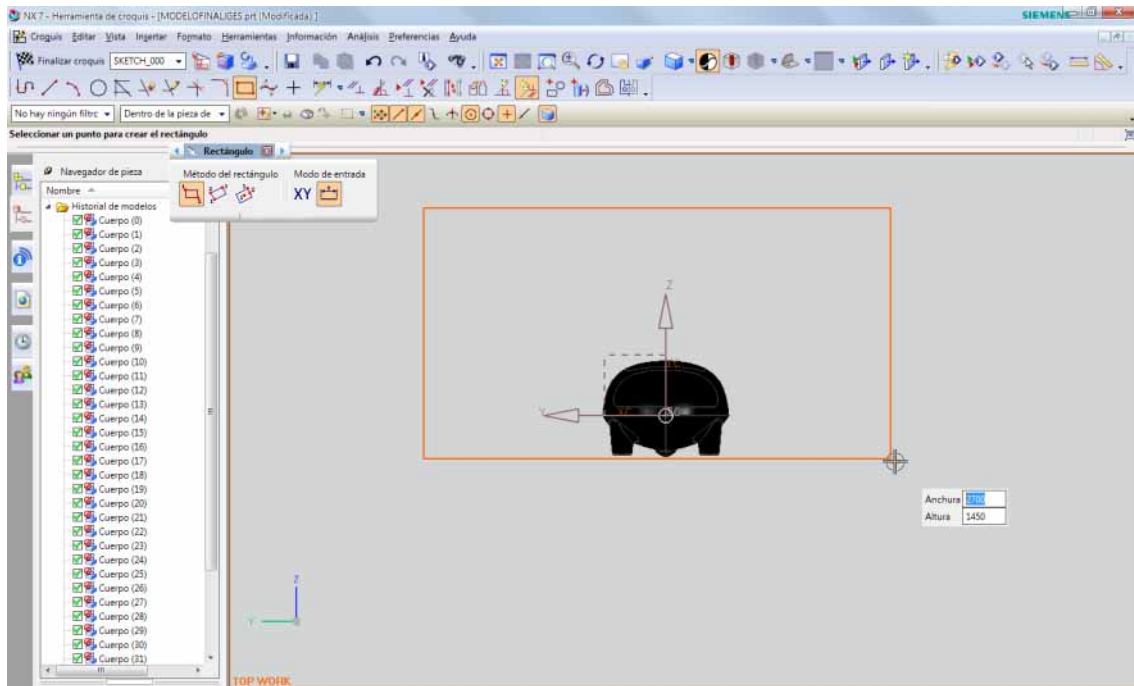 NX 7 - Herramienta de croquis - [MODELOFINALIGES.prt (Modificada) ]
SIEMENS
Croquis Editar Vista Insertar Formato Herramientas Información Análisis Preferencias Ayuda
Finalizar croquis SKETCH_000
No hay ningún filtrc Dentro de la pieza de
Seleccionar un punto para crear el rectángulo
Rectángulo
Método del rectángulo Modo de entrada
XY
Navegador de pieza
Nombre
Historial de modelos
Cuerpo (0)
Cuerpo (1)
Cuerpo (2)
Cuerpo (3)
Cuerpo (4)
Cuerpo (5)
Cuerpo (6)
Cuerpo (7)
Cuerpo (8)
Cuerpo (9)
Cuerpo (10)
Cuerpo (11)
Cuerpo (12)
Cuerpo (13)
Cuerpo (14)
Cuerpo (15)
Cuerpo (16)
Cuerpo (17)
Cuerpo (18)
Cuerpo (19)
Cuerpo (20)
Cuerpo (21)
Cuerpo (22)
Cuerpo (23)
Cuerpo (24)
Cuerpo (25)
Cuerpo (26)
Cuerpo (27)
Cuerpo (28)
Cuerpo (29)
Cuerpo (30)
Cuerpo (31)
Z
Y
YC
Anchura 2700
Altura 1450
Z
Y
TOP WORK